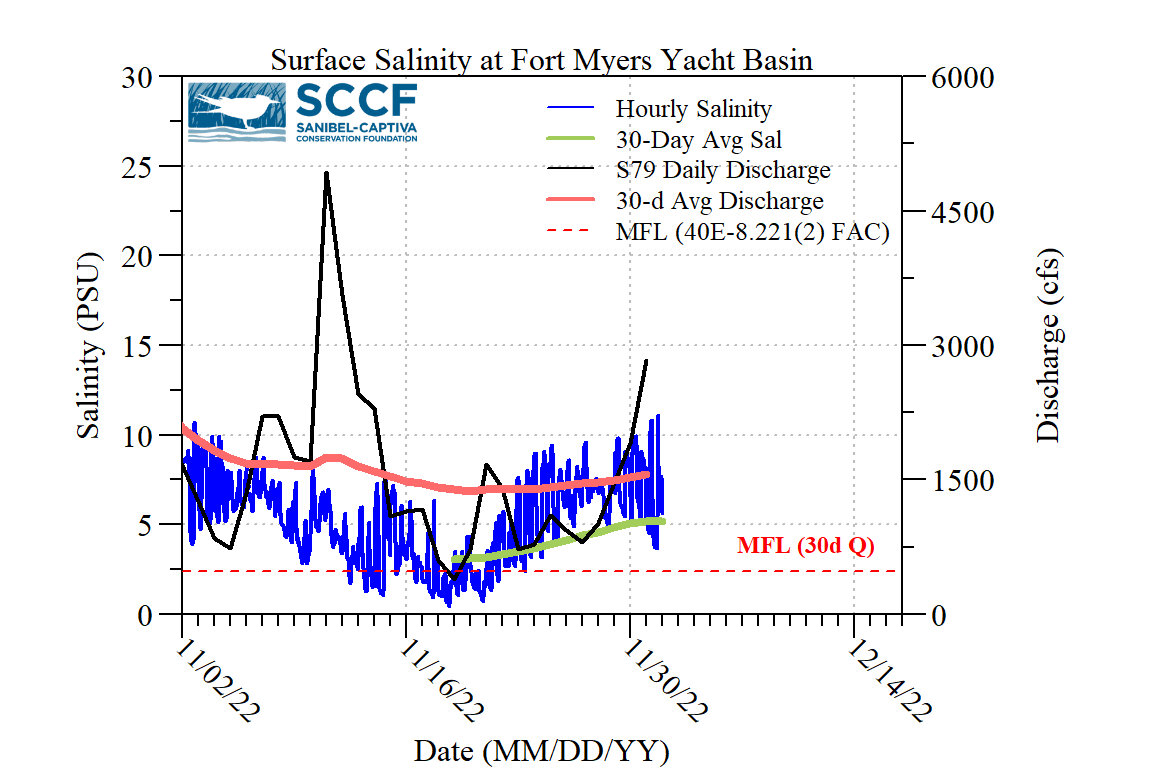 Surface Salinity at Fort Myers Yacht Basin
SCCF
SANIBEL-CAPTIVA
CONSERVATION FOUNDATION
Hourly Salinity
30-Day Avg Sal
S79 Daily Discharge
30-d Avg Discharge
MFL (40E-8.221(2) FAC)
Salinity (PSU)
30
25
20
15
10
5
0
6000
4500
3000
1500
0
Discharge (cfs)
MFL (30d Q)
11/02/22
11/16/22
11/30/22
12/14/22
Date (MM/DD/YY)